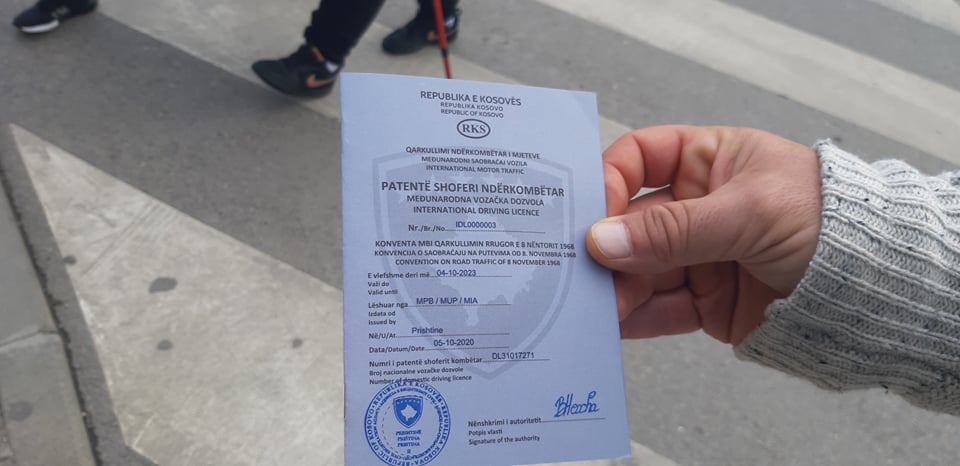 REPUBLIKA E KOSOVËS
REPUBLIKA KOSOVO
REPUBLIC OF KOSOVO
RKS
QARKULLIMI NDËRKOMBËTAR I MJETEVE
MEĐUNARODNI SAOBRAĆAJ VOZILA
INTERNATIONAL MOTOR TRAFFIC
PATENTË SHOFERI NDËRKOMBËTAR
MEĐUNARODNA VOZAČKA DOZVOLA
INTERNATIONAL DRIVING LICENCE
Nr./Br./No. IDL0000003
KONVENTA MBI QARKULLIMIN RRUGOR E 8 NËNTORIT 1968
KONVENCIJA O SAOBRAĆAJU NA PUTEVIMA OD 8. NOVEMBRA 1968
CONVENTION ON ROAD TRAFFIC OF 8 NOVEMBER 1968
E vlefshme deri më 04-10-2023
Važi do
Valid until
Lëshuar nga MPB / MUP / MIA
Izdata od
Issued by
Në/U/At Prishtine
Data/Datum/Date 05-10-2020
Numri i patentë shoferit kombëtar DL31017271
Broj nacionalne vozačke dozvole
Number of domestic driving licence
Nënshkrimi i autoritetit
Potpis vlasti
Signature of the authority
PRISHTINË
PRIŠTINA
PRISTINA